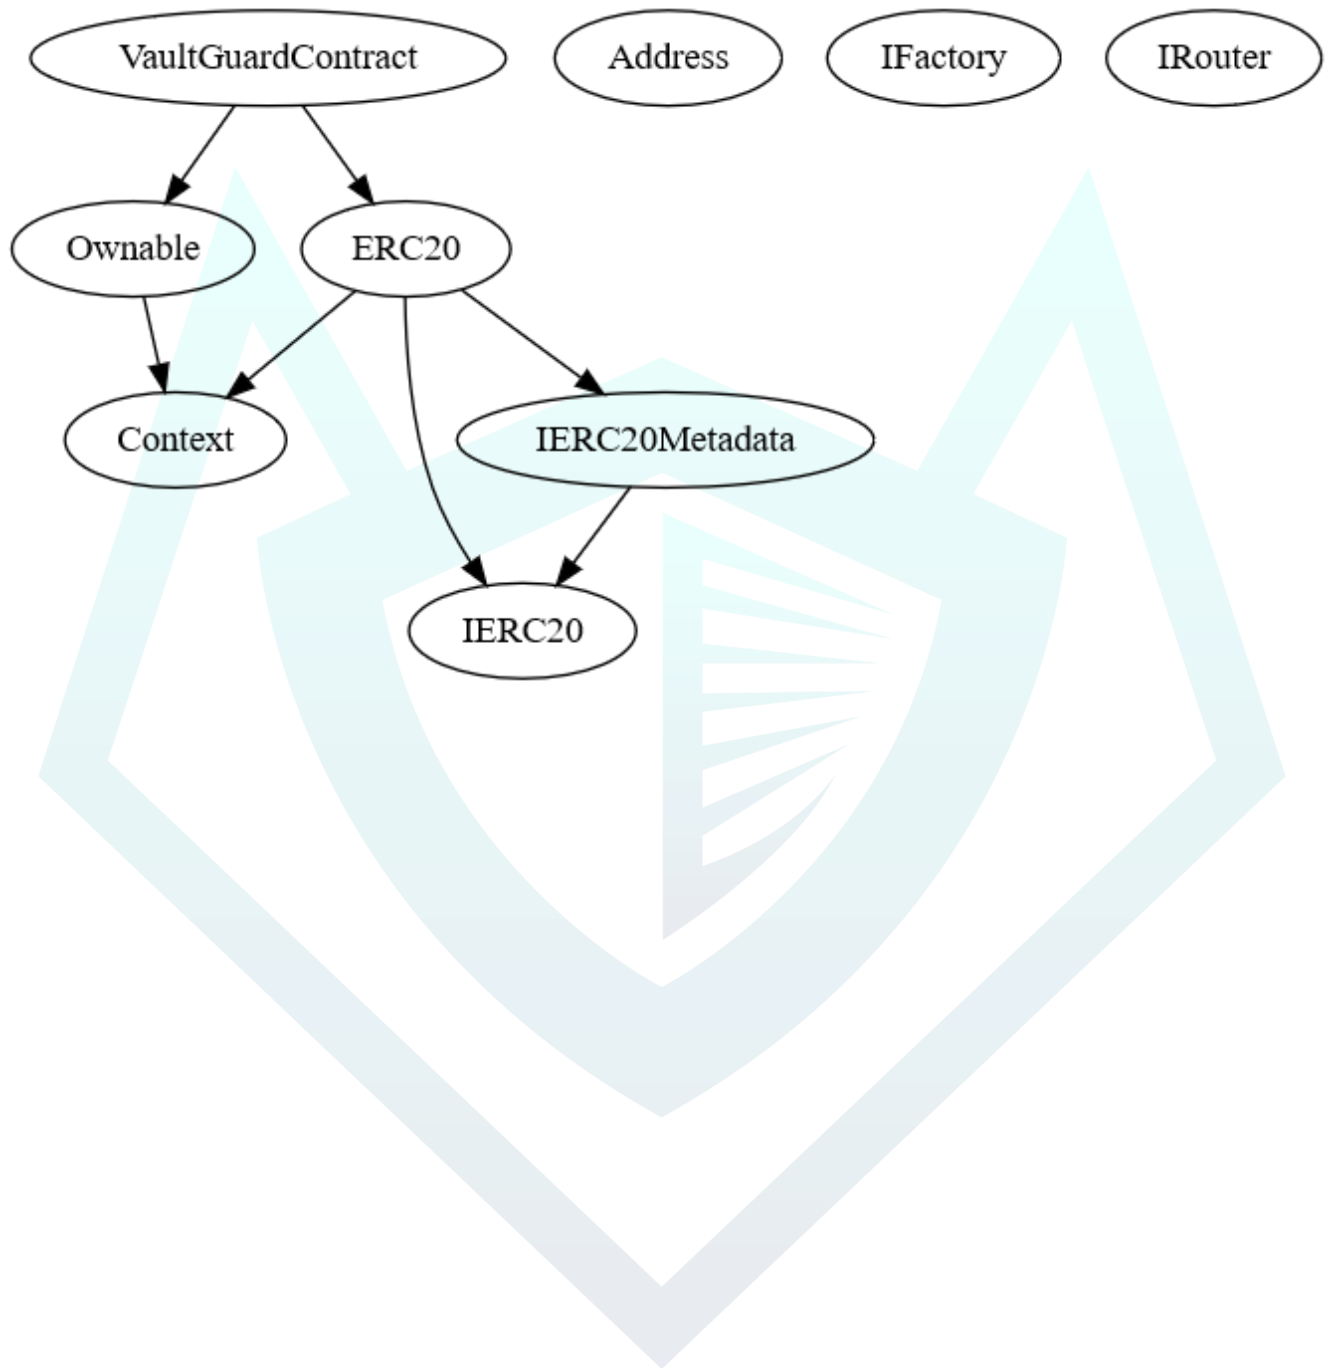 VaultGuardContract
Address
IFactory
IRouter
Ownable
ERC20
Context
IERC20Metadata
IERC20